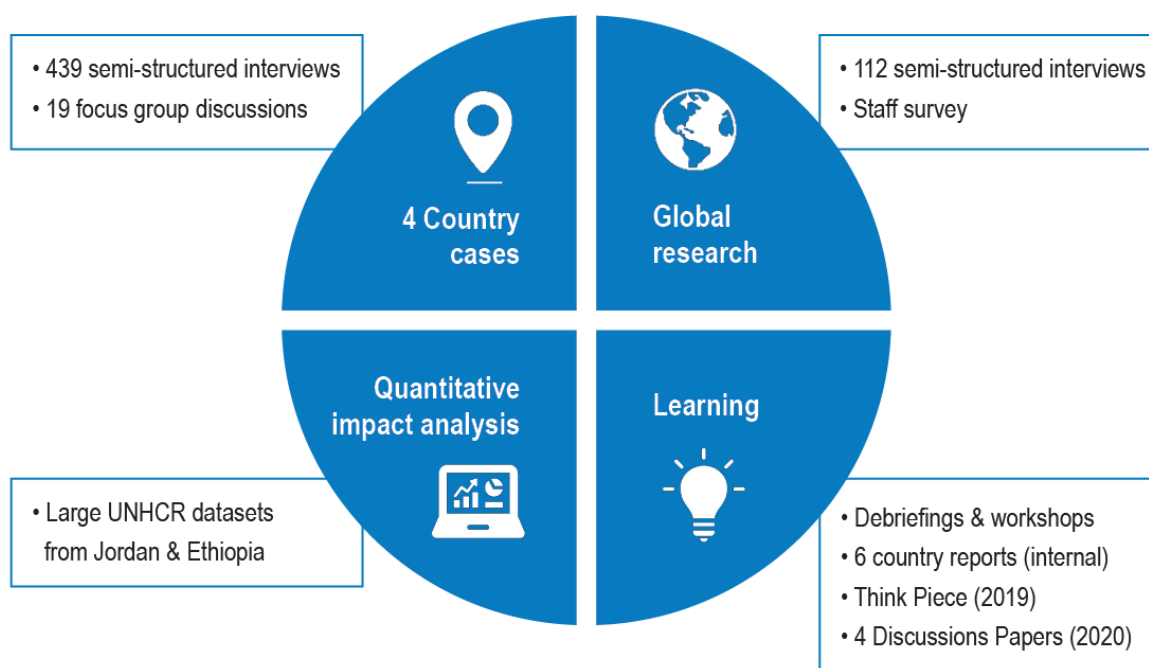 • 439 semi-structured interviews
• 19 focus group discussions
4 Country
cases
Global
research
• 112 semi-structured interviews
• Staff survey
Quantitative
impact analysis
• Large UNHCR datasets
from Jordan & Ethiopia
Learning
• Debriefings & workshops
• 6 country reports (internal)
• Think Piece (2019)
• 4 Discussions Papers (2020)